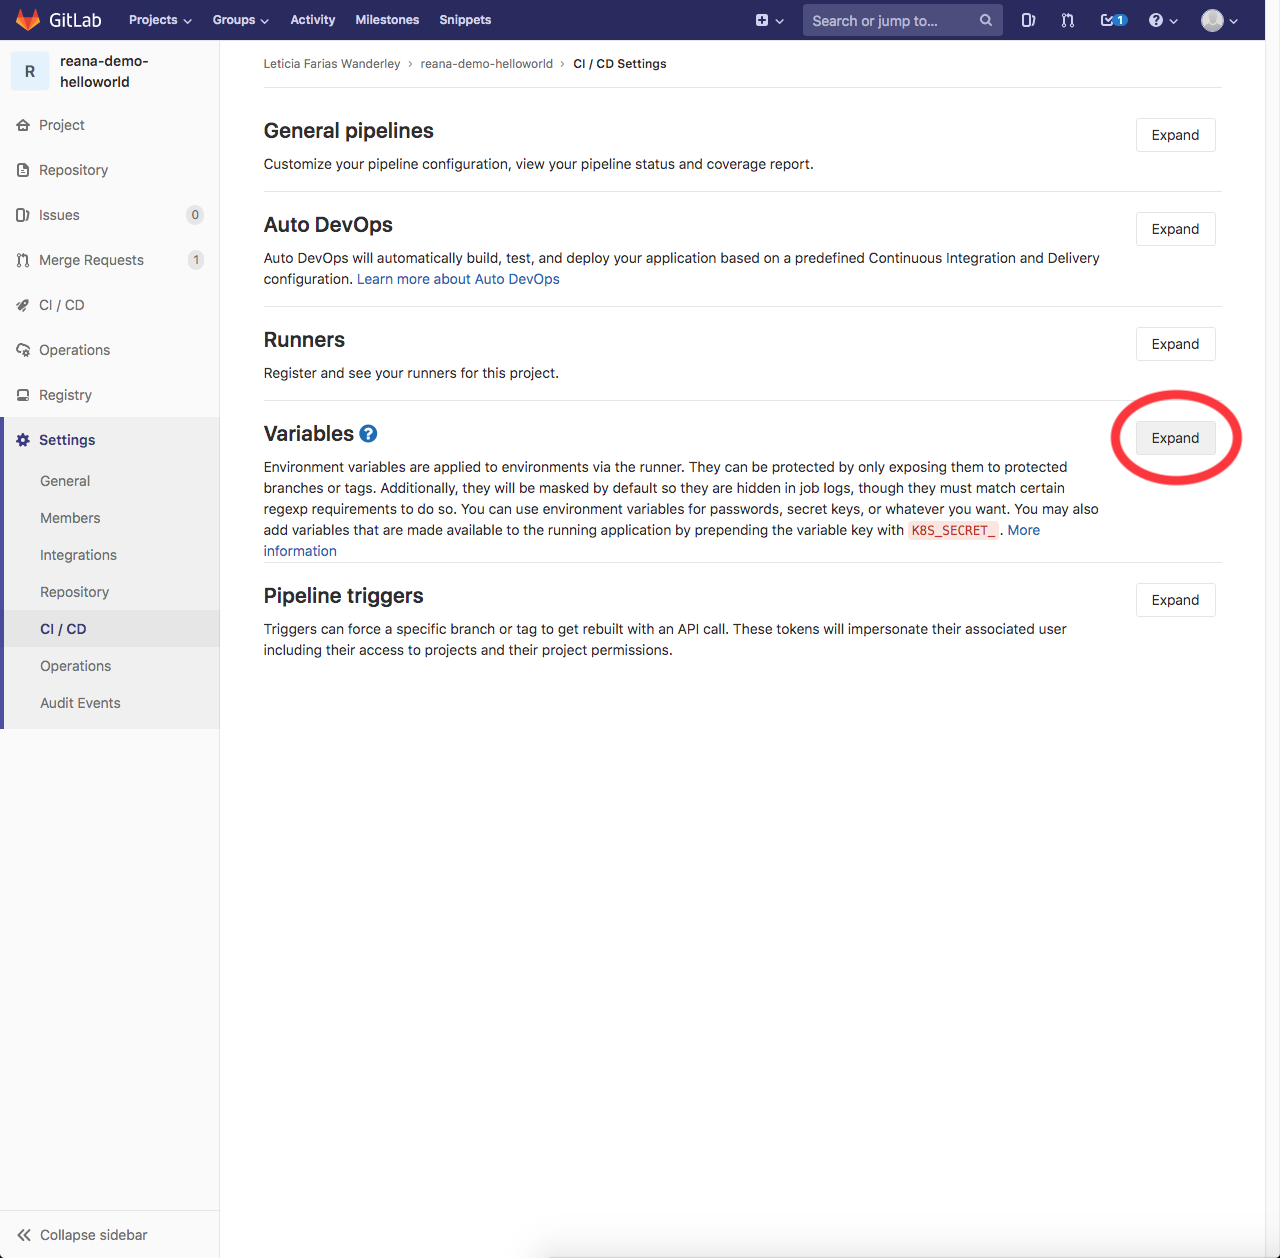 GitLab Projects Groups Activity Milestones Snippets Search or jump to... 1
R reana-demo-
helloworld
Project
Repository
Issues 0
Merge Requests 1
CI / CD
Operations
Registry
Settings
General
Members
Integrations
Repository
CI / CD
Operations
Audit Events
Collapse sidebar
Leticia Farias Wanderley › reana-demo-helloworld › CI / CD Settings
General pipelines Expand
Customize your pipeline configuration, view your pipeline status and coverage report.
Auto DevOps Expand
Auto DevOps will automatically build, test, and deploy your application based on a predefined Continuous Integration and Delivery
configuration. Learn more about Auto DevOps
Runners Expand
Register and see your runners for this project.
Variables ? Expand
Environment variables are applied to environments via the runner. They can be protected by only exposing them to protected
branches or tags. Additionally, they will be masked by default so they are hidden in job logs, though they must match certain
regexp requirements to do so. You can use environment variables for passwords, secret keys, or whatever you want. You may also
add variables that are made available to the running application by prepending the variable key with K8S_SECRET_. More
information
Pipeline triggers Expand
Triggers can force a specific branch or tag to get rebuilt with an API call. These tokens will impersonate their associated user
including their access to projects and their project permissions.